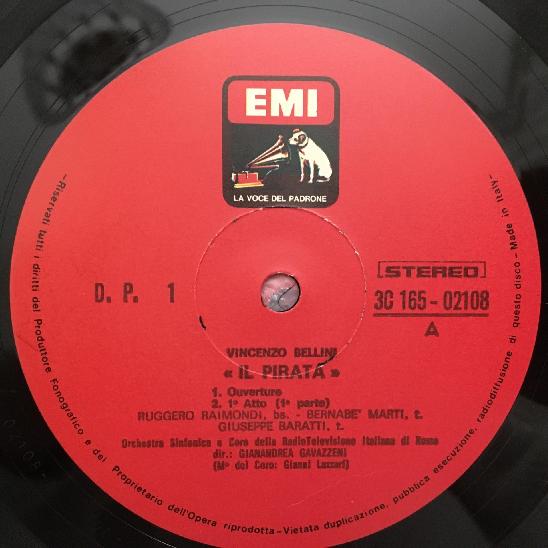 EMI
LA VOCE DEL PADRONE
STEREO
D. P. 1
3C 165 - 02108
A
VINCENZO BELLINI
« IL PIRATA »
1. Ouverture
2. 1º Atto (1ª parte)
RUGGERO RAIMONDI, bs. - BERNABE' MARTI, t.
GIUSEPPE BARATTI, t.
Orchestra Sinfonica e Coro della RadioTelevisione Italiana di Roma
dir.: GIANANDREA GAVAZZENI
(Mº del Coro: Gianni Lazzari)
-Riservati tutti i diritti del Produttore Fonografico e del Proprietario dell'Opera riprodotta-Vietata duplicazione, pubblica esecuzione, radiodiffusione di questo disco-Made in Italy-